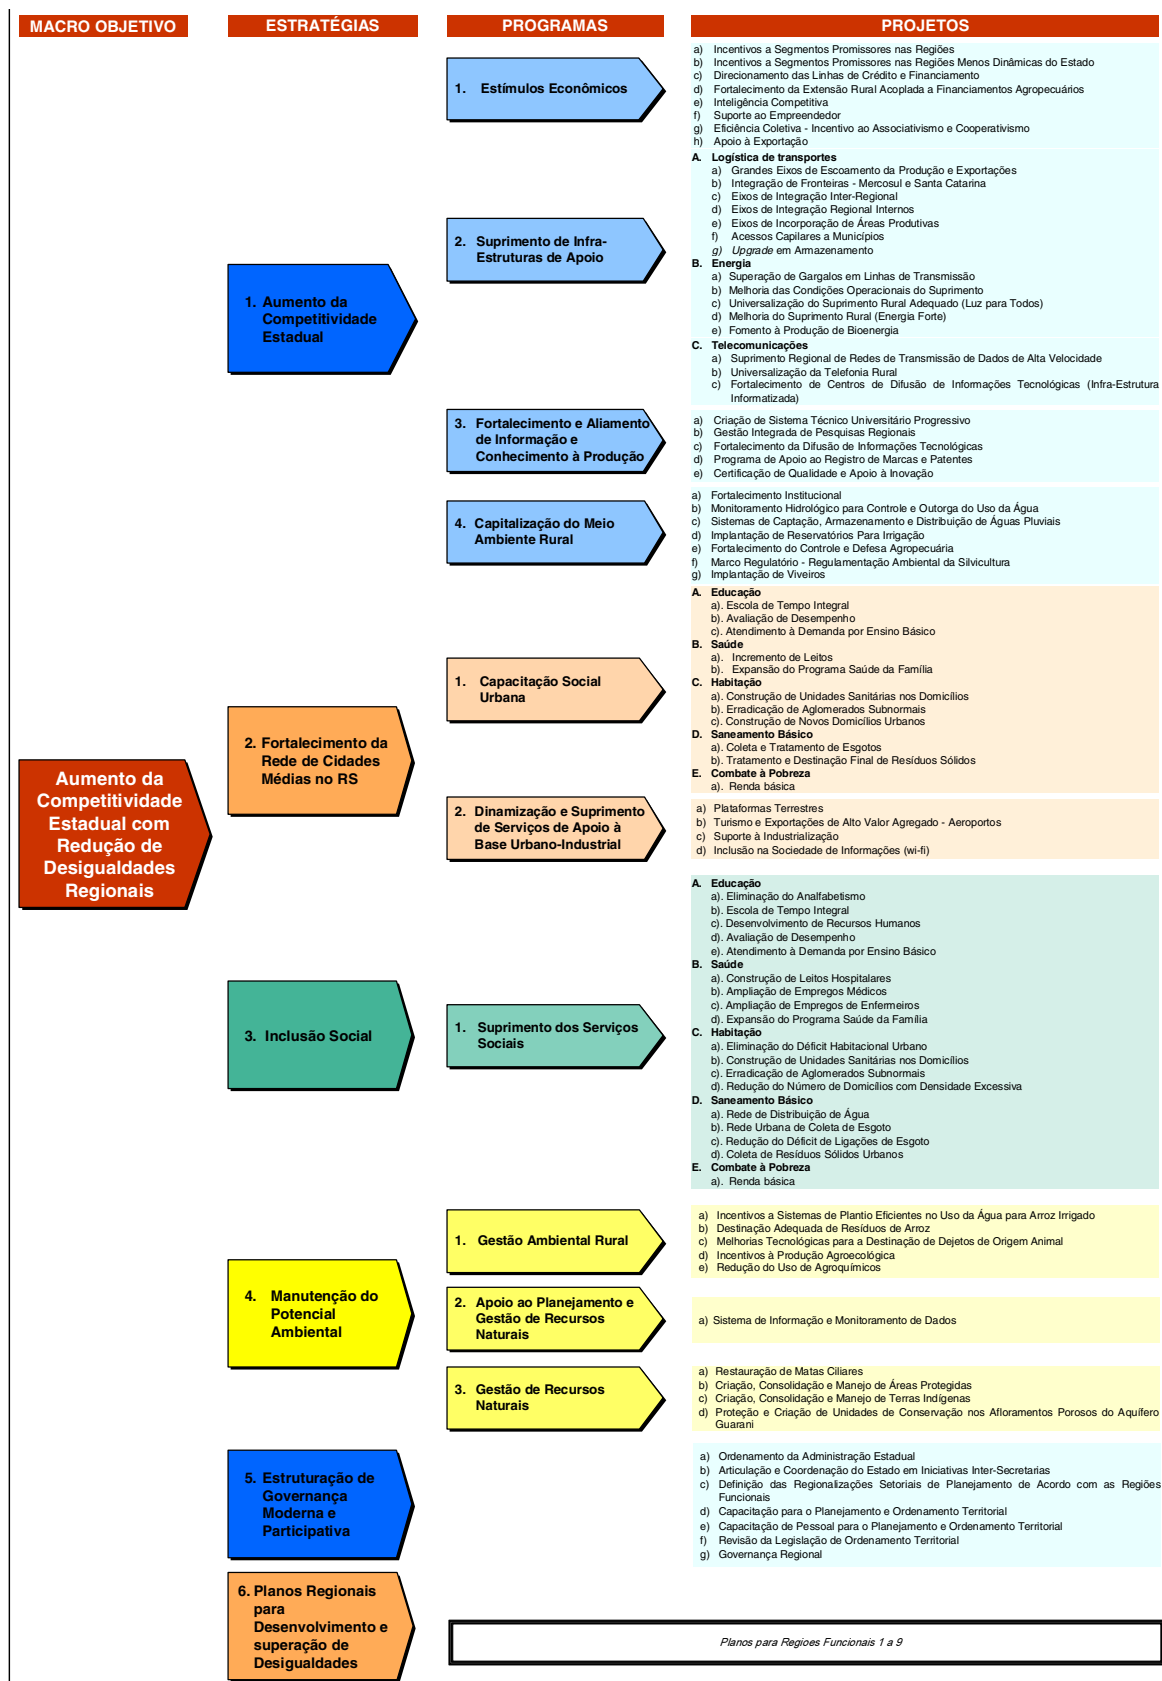 MACRO OBJETIVO
ESTRATÉGIAS
PROGRAMAS
PROJETOS
Aumento da
Competitividade
Estadual com
Redução de
Desigualdades
Regionais
1. Aumento da
Competitividade
Estadual
1. Estímulos Econômicos
a) Incentivos a Segmentos Promissores nas Regiões
b) Incentivos a Segmentos Promissores nas Regiões Menos Dinâmicas do Estado
c) Direcionamento das Linhas de Crédito e Financiamento
d) Fortalecimento da Extensão Rural Acoplada a Financiamentos Agropecuários
e) Inteligência Competitiva
f) Suporte ao Empreendedor
g) Eficiência Coletiva - Incentivo ao Associativismo e Cooperativismo
h) Apoio à Exportação
2. Suprimento de Infra-
Estruturas de Apoio
A. Logística de transportes
a) Grandes Eixos de Escoamento da Produção e Exportações
b) Integração de Fronteiras - Mercosul e Santa Catarina
c) Eixos de Integração Inter-Regional
d) Eixos de Integração Regional Internos
e) Eixos de Incorporação de Áreas Produtivas
f) Acessos Capilares a Municípios
g) Upgrade em Armazenamento
B. Energia
a) Superação de Gargalos em Linhas de Transmissão
b) Melhoria das Condições Operacionais do Suprimento
c) Universalização do Suprimento Rural Adequado (Luz para Todos)
d) Melhoria do Suprimento Rural (Energia Forte)
e) Fomento à Produção de Bioenergia
C. Telecomunicações
a) Suprimento Regional de Redes de Transmissão de Dados de Alta Velocidade
b) Universalização da Telefonia Rural
c) Fortalecimento de Centros de Difusão de Informações Tecnológicas (Infra-Estrutura
Informatizada)
3. Fortalecimento e Aliamento
de Informação e
Conhecimento à Produção
a) Criação de Sistema Técnico Universitário Progressivo
b) Gestão Integrada de Pesquisas Regionais
c) Fortalecimento da Difusão de Informações Tecnológicas
d) Programa de Apoio ao Registro de Marcas e Patentes
e) Certificação de Qualidade e Apoio à Inovação
4. Capitalização do Meio
Ambiente Rural
a) Fortalecimento Institucional
b) Monitoramento Hidrológico para Controle e Outorga do Uso da Água
c) Sistemas de Captação, Armazenamento e Distribuição de Águas Pluviais
d) Implantação de Reservatórios Para Irrigação
e) Fortalecimento do Controle e Defesa Agropecuária
f) Marco Regulatório - Regulamentação Ambiental da Silvicultura
g) Implantação de Viveiros
2. Fortalecimento da
Rede de Cidades
Médias no RS
1. Capacitação Social
Urbana
A. Educação
a). Escola de Tempo Integral
b). Avaliação de Desempenho
c). Atendimento à Demanda por Ensino Básico
B. Saúde
a). Incremento de Leitos
b). Expansão do Programa Saúde da Família
C. Habitação
a). Construção de Unidades Sanitárias nos Domicílios
b). Erradicação de Aglomerados Subnormais
c). Construção de Novos Domicílios Urbanos
D. Saneamento Básico
a). Coleta e Tratamento de Esgotos
b). Tratamento e Destinação Final de Resíduos Sólidos
E. Combate à Pobreza
a). Renda básica
2. Dinamização e Suprimento
de Serviços de Apoio à
Base Urbano-Industrial
a) Plataformas Terrestres
b) Turismo e Exportações de Alto Valor Agregado - Aeroportos
c) Suporte à Industrialização
d) Inclusão na Sociedade de Informações (wi-fi)
3. Inclusão Social
1. Suprimento dos Serviços
Sociais
A. Educação
a). Eliminação do Analfabetismo
b). Escola de Tempo Integral
c). Desenvolvimento de Recursos Humanos
d). Avaliação de Desempenho
e). Atendimento à Demanda por Ensino Básico
B. Saúde
a). Construção de Leitos Hospitalares
b). Ampliação de Empregos Médicos
c). Ampliação de Empregos de Enfermeiros
d). Expansão do Programa Saúde da Família
C. Habitação
a). Eliminação do Déficit Habitacional Urbano
b). Construção de Unidades Sanitárias nos Domicílios
c). Erradicação de Aglomerados Subnormais
d). Redução do Número de Domicílios com Densidade Excessiva
D. Saneamento Básico
a). Rede de Distribuição de Água
b). Rede Urbana de Coleta de Esgoto
c). Redução do Déficit de Ligações de Esgoto
d). Coleta de Resíduos Sólidos Urbanos
E. Combate à Pobreza
a). Renda básica
4. Manutenção do
Potencial
Ambiental
1. Gestão Ambiental Rural
a) Incentivos a Sistemas de Plantio Eficientes no Uso da Água para Arroz Irrigado
b) Destinação Adequada de Resíduos de Arroz
c) Melhorias Tecnológicas para a Destinação de Dejetos de Origem Animal
d) Incentivos à Produção Agroecológica
e) Redução do Uso de Agroquímicos
2. Apoio ao Planejamento e
Gestão de Recursos
Naturais
a) Sistema de Informação e Monitoramento de Dados
3. Gestão de Recursos
Naturais
a) Restauração de Matas Ciliares
b) Criação, Consolidação e Manejo de Áreas Protegidas
c) Criação, Consolidação e Manejo de Terras Indígenas
d) Proteção e Criação de Unidades de Conservação nos Afloramentos Porosos do Aquífero
Guarani
5. Estruturação de
Governança
Moderna e
Participativa
a) Ordenamento da Administração Estadual
b) Articulação e Coordenação do Estado em Iniciativas Inter-Secretarias
c) Definição das Regionalizações Setoriais de Planejamento de Acordo com as Regiões
Funcionais
d) Capacitação para o Planejamento e Ordenamento Territorial
e) Capacitação de Pessoal para o Planejamento e Ordenamento Territorial
f) Revisão da Legislação de Ordenamento Territorial
g) Governança Regional
6. Planos Regionais
para
Desenvolvimento e
superação de
Desigualdades
Planos para Regioes Funcionais 1 a 9